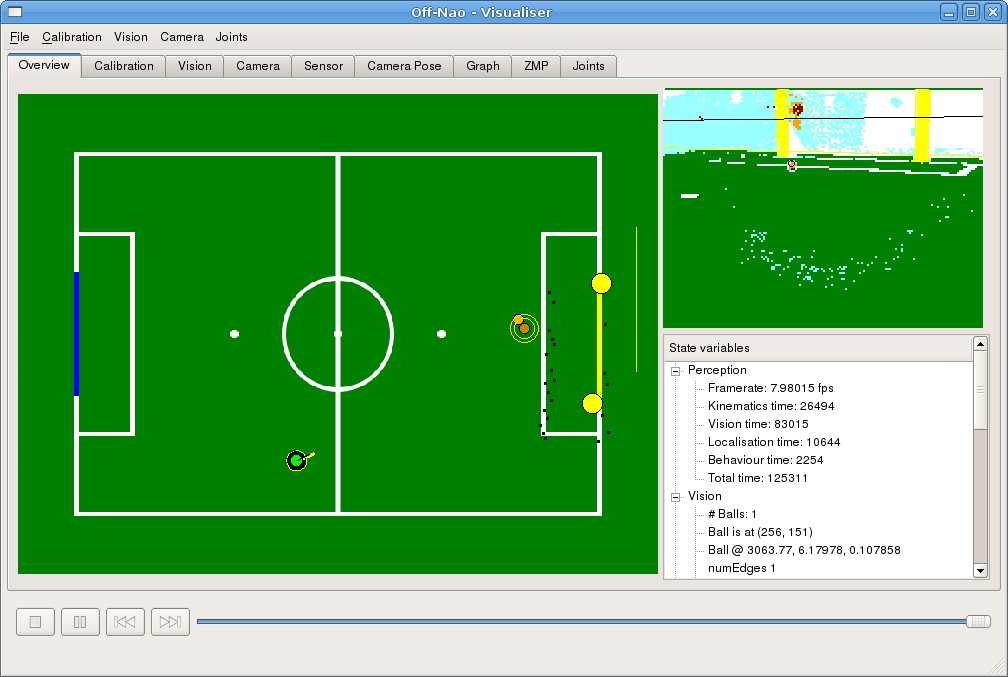 Off-Nao - Visualiser
File Calibration Vision Camera Joints
Overview Calibration Vision Camera Sensor Camera Pose Graph ZMP Joints
State variables
Perception
Framerate: 7.98015 fps
Kinematics time: 26494
Vision time: 83015
Localisation time: 10644
Behaviour time: 2254
Total time: 125311
Vision
# Balls: 1
Ball is at (256, 151)
Ball @ 3063.77, 6.17978, 0.107858
numEdges 1